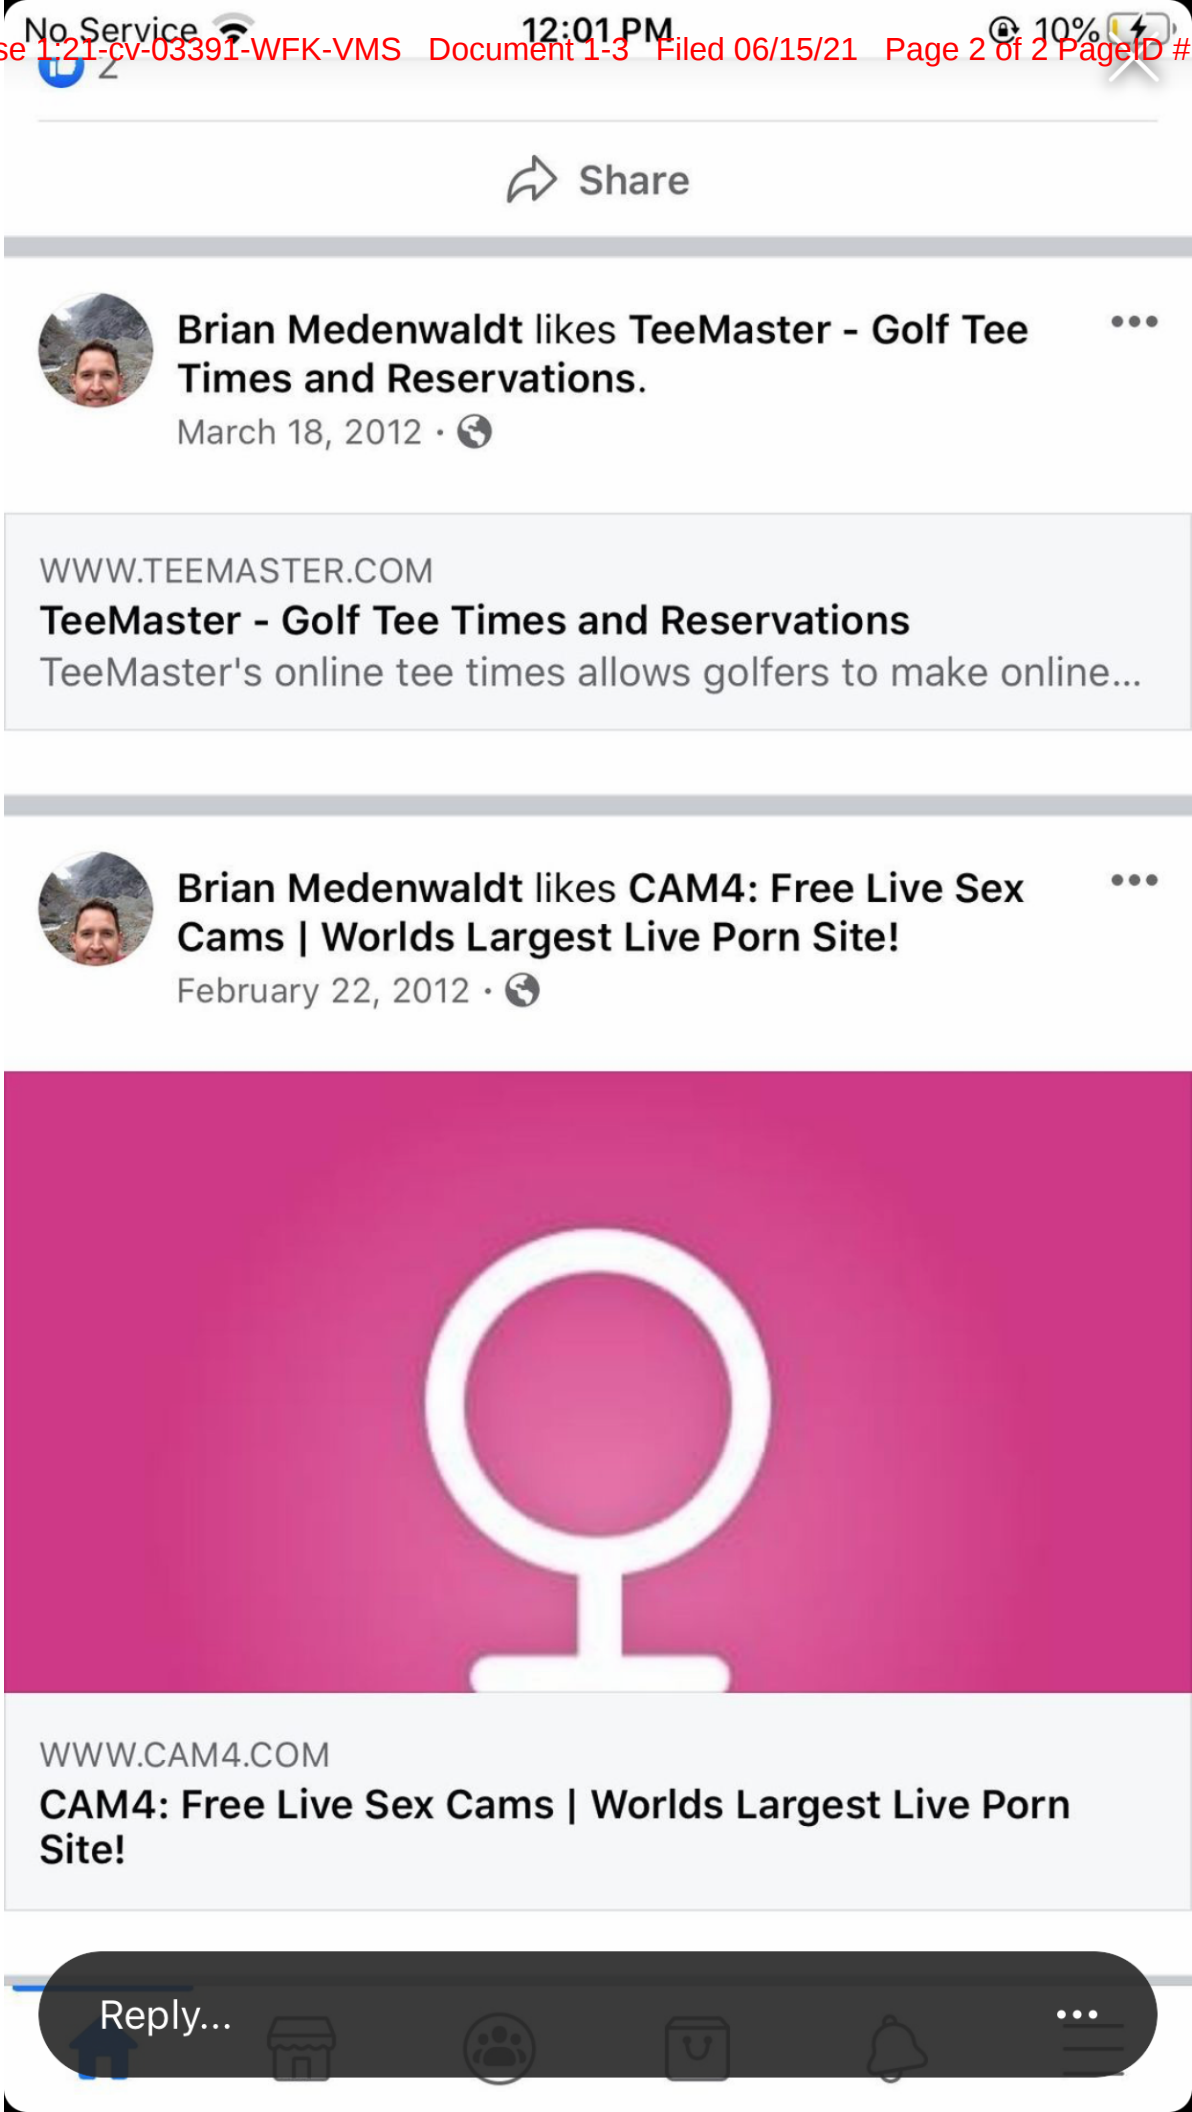 No Service 12:01 PM 10%
se 1:21-cv-03391-WFK-VMS Document 1-3 Filed 06/15/21 Page 2 of 2 PageID #
2
Share
Brian Medenwaldt likes TeeMaster - Golf Tee
Times and Reservations.
March 18, 2012 ·
WWW.TEEMASTER.COM
TeeMaster - Golf Tee Times and Reservations
TeeMaster's online tee times allows golfers to make online...
Brian Medenwaldt likes CAM4: Free Live Sex
Cams | Worlds Largest Live Porn Site!
February 22, 2012 ·
WWW.CAM4.COM
CAM4: Free Live Sex Cams | Worlds Largest Live Porn
Site!
Reply...